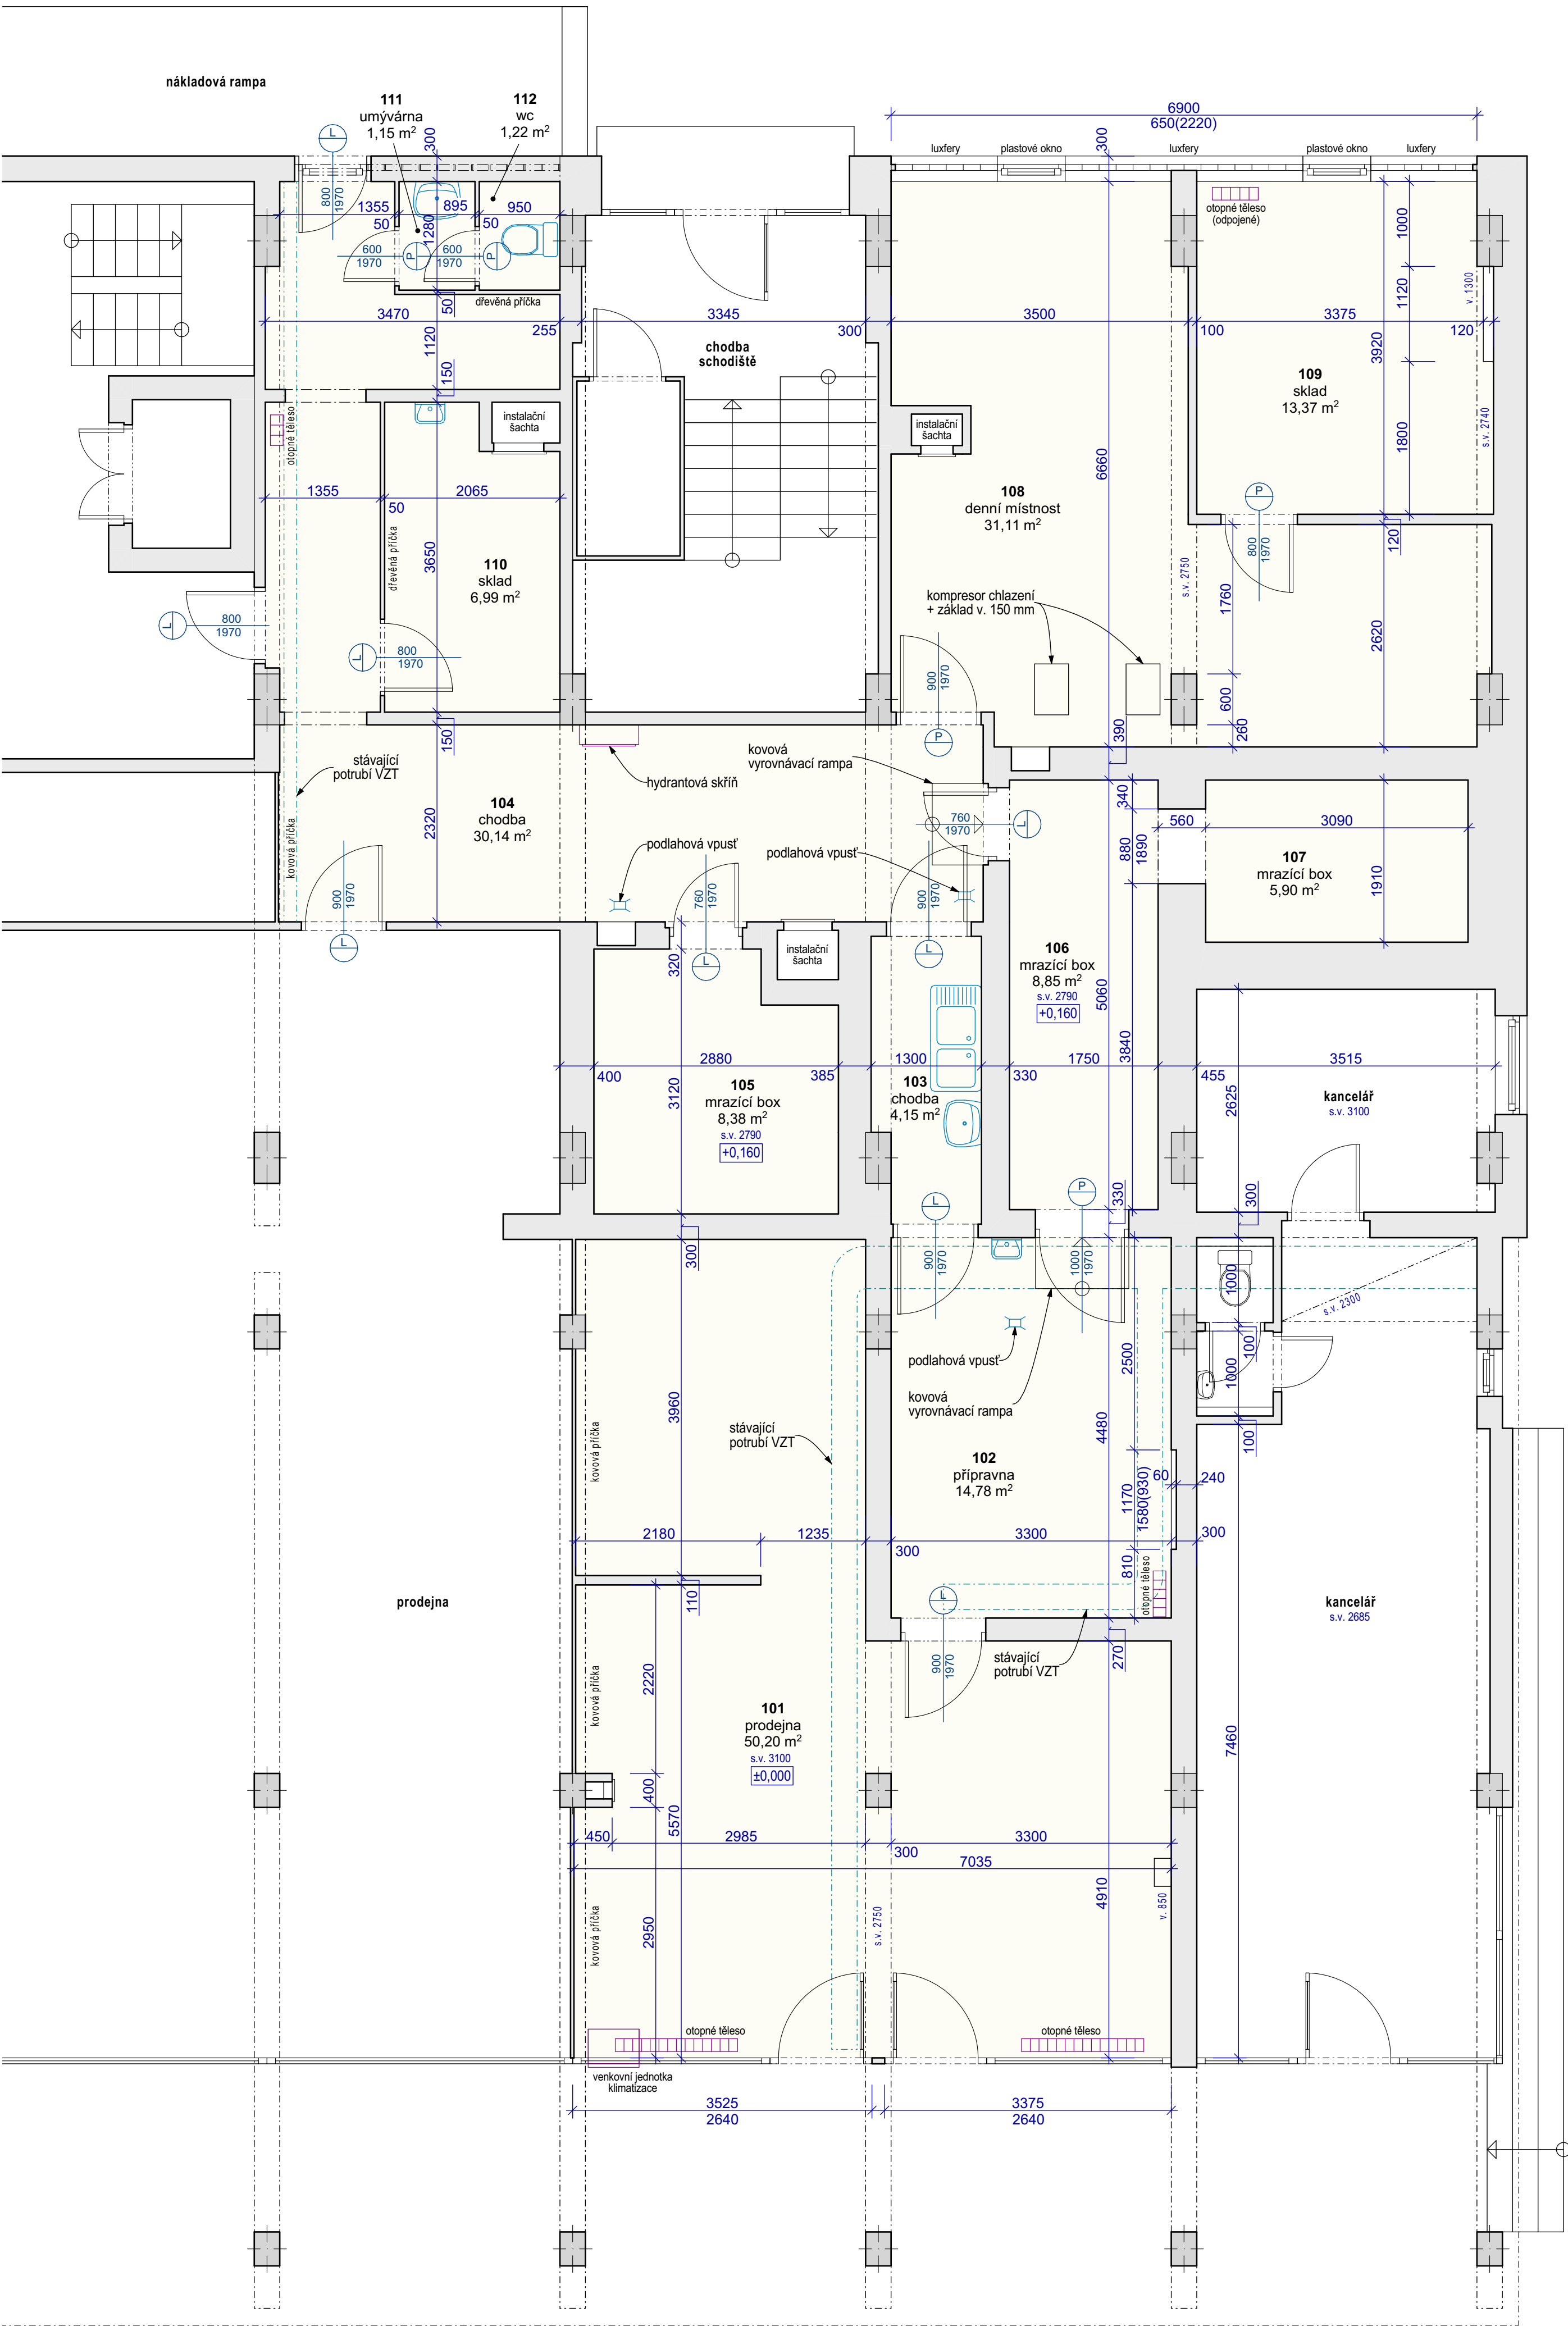 nákladová rampa
111
umývárna
1,15 m²
112
wc
1,22 m²
L
800
1970
300
1355
50
895
50
950
1280
600
1970
P
600
1970
P
50
dřevěná příčka
3470
255
1120
150
3345
300
chodba
schodiště
6900
650(2220)
300
luxfery
plastové okno
luxfery
plastové okno
luxfery
otopné těleso
(odpojené)
1000
1120
v. 1300
3500
100
3375
120
3920
109
sklad
13,37 m²
1800
s.v. 2740
otopné těleso
instalační
šachta
instalační
šachta
6660
1355
50
2065
108
denní místnost
31,11 m²
P
800
1970
120
dřevěná příčka
3650
110
sklad
6,99 m²
s.v. 2750
1760
2620
kompresor chlazení
+ základ v. 150 mm
L
800
1970
L
800
1970
900
1970
P
600
260
390
150
stávající
potrubí VZT
hydrantová skříň
kovová
vyrovnávací rampa
104
chodba
30,14 m²
2320
kovová příčka
podlahová vpusť
podlahová vpusť
760
1970
L
340
560
3090
880
1890
107
mrazící box
5,90 m²
1910
900
1970
L
760
1970
L
900
1970
L
320
instalační
šachta
106
mrazící box
8,85 m²
s.v. 2790
+0,160
5060
3840
2880
400
385
1300
330
1750
455
3515
3120
105
mrazící box
8,38 m²
s.v. 2790
+0,160
103
chodba
4,15 m²
2625
kancelář
s.v. 3100
L
P
330
300
300
900
1970
1000
1970
1000
s.v. 2300
podlahová vpusť
2500
100
1000
kovová
vyrovnávací rampa
3960
kovová příčka
stávající
potrubí VZT
4480
100
102
přípravna
14,78 m²
1170
1580(930)
60
240
2180
1235
300
3300
300
810
otopné těleso
110
L
900
1970
270
stávající
potrubí VZT
prodejna
kancelář
s.v. 2685
kovová příčka
2220
101
prodejna
50,20 m²
s.v. 3100
±0,000
7460
400
5570
450
2985
300
3300
7035
4910
v. 850
kovová příčka
2950
s.v. 2750
otopné těleso
otopné těleso
venkovní jednotka
klimatizace
3525
2640
3375
2640